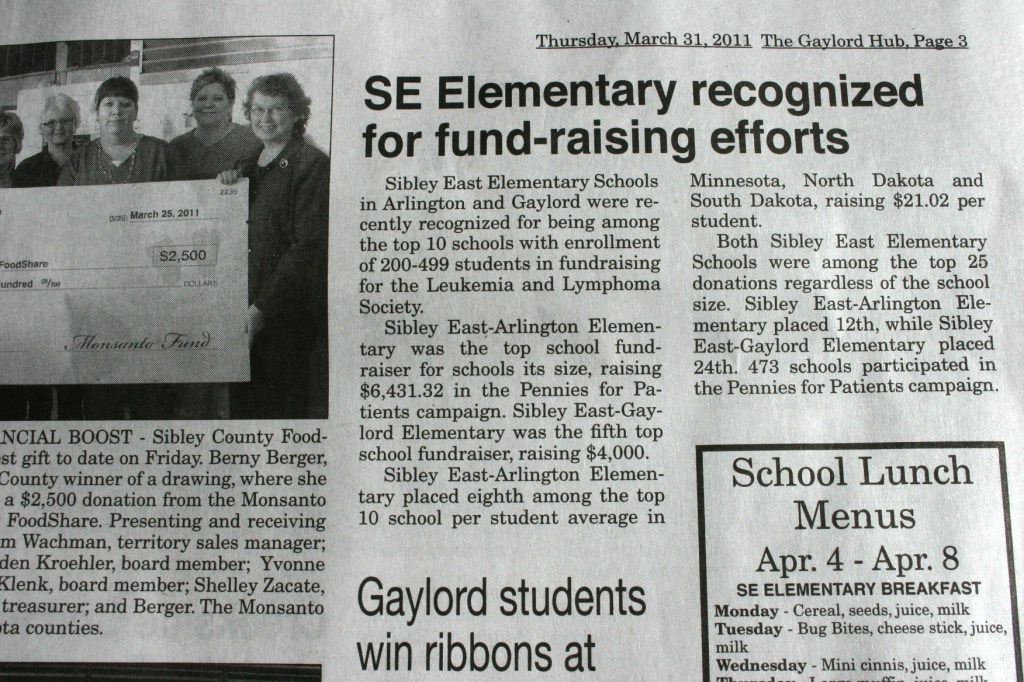 Thursday, March 31, 2011 The Gaylord Hub, Page 3
DATE: March 25, 2011
$2,500
FoodShare
undred
DOLLARS
Monsanto Fund
NCIAL BOOST - Sibley County Food-
st gift to date on Friday. Berny Berger,
County winner of a drawing, where she
a $2,500 donation from the Monsanto
FoodShare. Presenting and receiving
m Wachman, territory sales manager;
den Kroehler, board member; Yvonne
Klenk, board member; Shelley Zacate,
treasurer; and Berger. The Monsanto
ta counties.
SE Elementary recognized
for fund-raising efforts
Sibley East Elementary Schools
in Arlington and Gaylord were re-
cently recognized for being among
the top 10 schools with enrollment
of 200-499 students in fundraising
for the Leukemia and Lymphoma
Society.
Sibley East-Arlington Elemen-
tary was the top school fund-
raiser for schools its size, raising
$6,431.32 in the Pennies for Pa-
tients campaign. Sibley East-Gay-
lord Elementary was the fifth top
school fundraiser, raising $4,000.
Sibley East-Arlington Elemen-
tary placed eighth among the top
10 school per student average in
Minnesota, North Dakota and
South Dakota, raising $21.02 per
student.
Both Sibley East Elementary
Schools were among the top 25
donations regardless of the school
size. Sibley East-Arlington Ele-
mentary placed 12th, while Sibley
East-Gaylord Elementary placed
24th. 473 schools participated in
the Pennies for Patients campaign.
Gaylord students
win ribbons at
School Lunch
Menus
Apr. 4 - Apr. 8
SE ELEMENTARY BREAKFAST
Monday - Cereal, seeds, juice, milk
Tuesday - Bug Bites, cheese stick, juice,
milk
Wednesday - Mini cinnis, juice, milk
Thursday - Large muffin, juice, milk